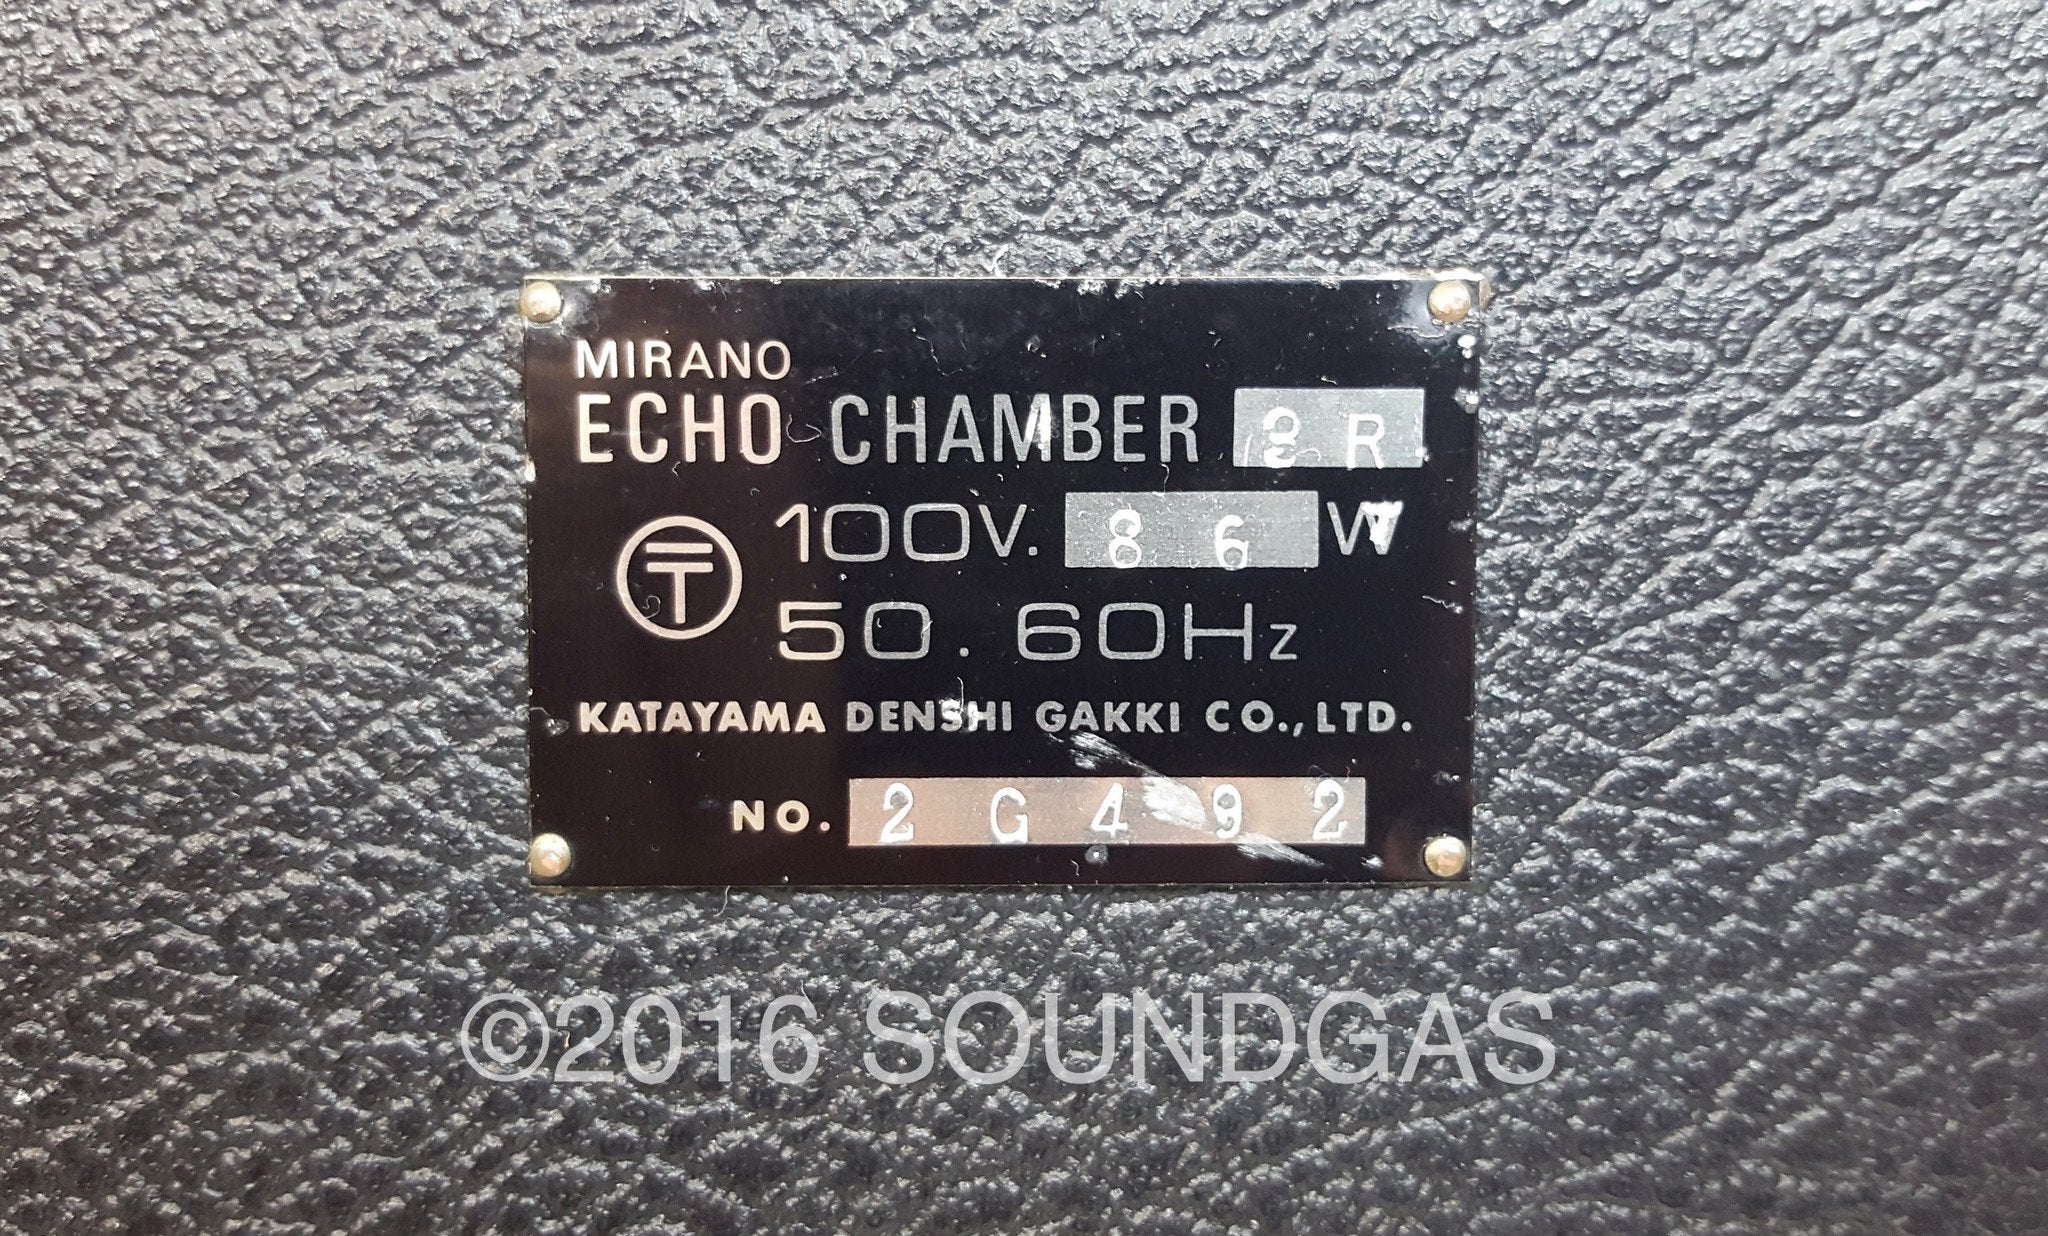 MIRANO
ECHO CHAMBER 3R
100V. 86 W
50. 60Hz
KATAYAMA DENSHI GAKKI CO., LTD.
NO. 2G492
©2016 SOUNDGAS